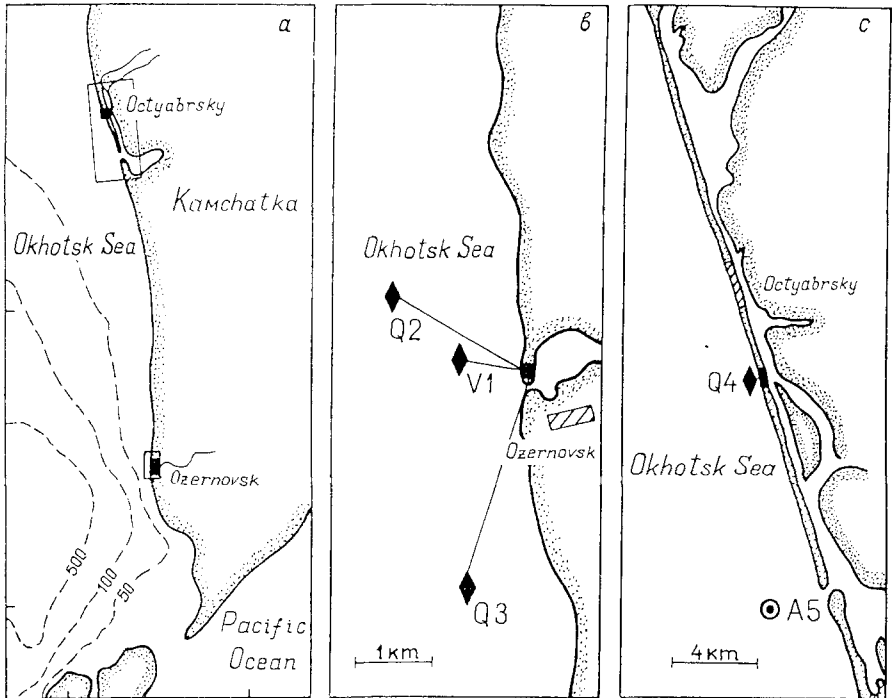 a
Octyabrsky
Kamchatka
Okhotsk Sea
Ozernovsk
500
100
50
Pacific
Ocean
в
Okhotsk Sea
Q2
V1
Ozernovsk
Q3
1км
c
Octyabrsky
Q4
Okhotsk Sea
A5
4км